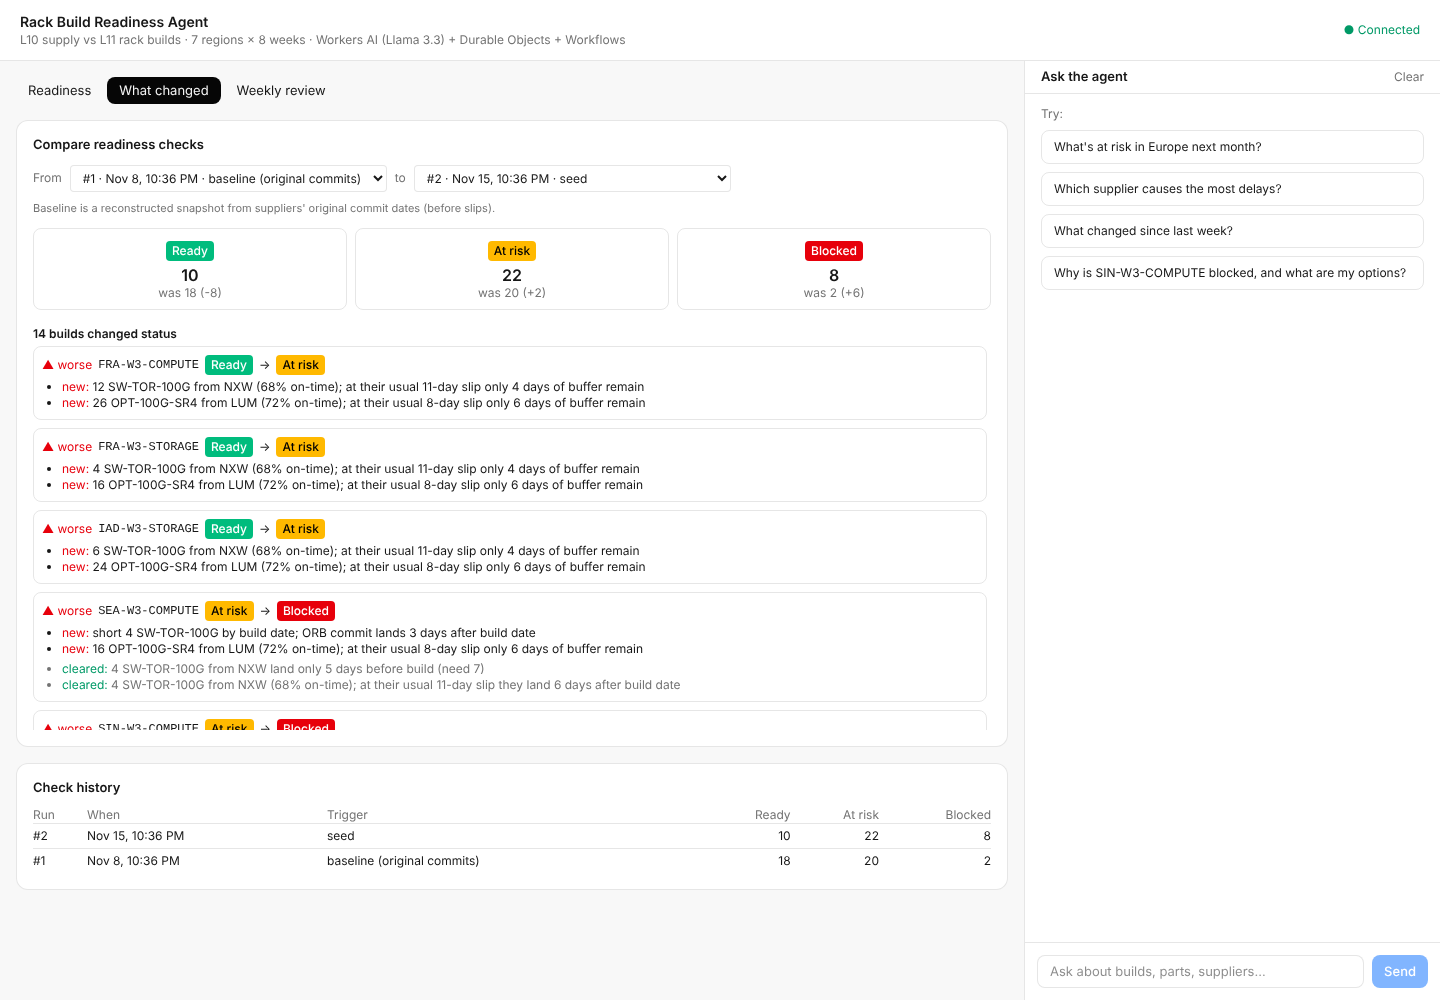 Rack Build Readiness Agent
L10 supply vs L11 rack builds · 7 regions × 8 weeks · Workers AI (Llama 3.3) + Durable Objects + Workflows
Connected
Readiness
What changed
Weekly review
Compare readiness checks
From #1 · Nov 8, 10:36 PM · baseline (original commits) to #2 · Nov 15, 10:36 PM · seed
Baseline is a reconstructed snapshot from suppliers' original commit dates (before slips).
Ready
10
was 18 (-8)
At risk
22
was 20 (+2)
Blocked
8
was 2 (+6)
14 builds changed status
▲ worse FRA-W3-COMPUTE Ready → At risk
• new: 12 SW-TOR-100G from NXW (68% on-time); at their usual 11-day slip only 4 days of buffer remain
• new: 26 OPT-100G-SR4 from LUM (72% on-time); at their usual 8-day slip only 6 days of buffer remain
▲ worse FRA-W3-STORAGE Ready → At risk
• new: 4 SW-TOR-100G from NXW (68% on-time); at their usual 11-day slip only 4 days of buffer remain
• new: 16 OPT-100G-SR4 from LUM (72% on-time); at their usual 8-day slip only 6 days of buffer remain
▲ worse IAD-W3-STORAGE Ready → At risk
• new: 6 SW-TOR-100G from NXW (68% on-time); at their usual 11-day slip only 4 days of buffer remain
• new: 24 OPT-100G-SR4 from LUM (72% on-time); at their usual 8-day slip only 6 days of buffer remain
▲ worse SEA-W3-COMPUTE At risk → Blocked
• new: short 4 SW-TOR-100G by build date; ORB commit lands 3 days after build date
• new: 16 OPT-100G-SR4 from LUM (72% on-time); at their usual 8-day slip only 6 days of buffer remain
• cleared: 4 SW-TOR-100G from NXW land only 5 days before build (need 7)
• cleared: 4 SW-TOR-100G from NXW (68% on-time); at their usual 11-day slip they land 6 days after build date
▲ worse SIN-W3-COMPUTE At risk → Blocked
Check history
Run When Trigger Ready At risk Blocked
#2 Nov 15, 10:36 PM seed 10 22 8
#1 Nov 8, 10:36 PM baseline (original commits) 18 20 2
Ask the agent
Clear
Try:
What's at risk in Europe next month?
Which supplier causes the most delays?
What changed since last week?
Why is SIN-W3-COMPUTE blocked, and what are my options?
Ask about builds, parts, suppliers...
Send